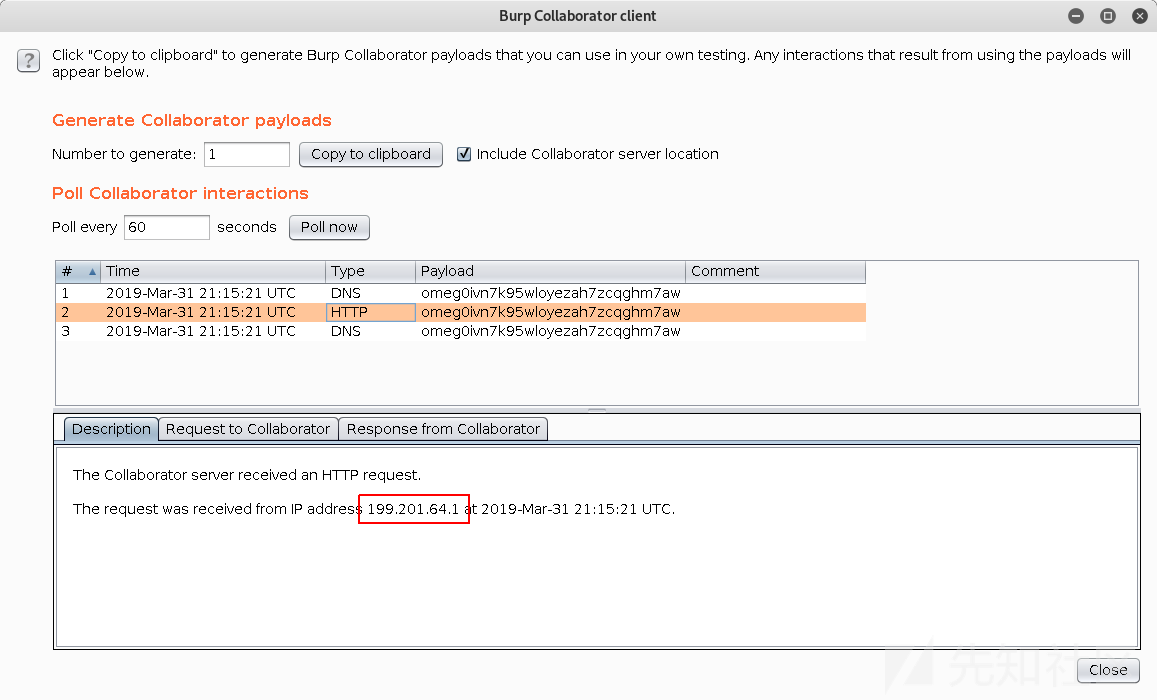 Burp Collaborator client
?
Click "Copy to clipboard" to generate Burp Collaborator payloads that you can use in your own testing. Any interactions that result from using the payloads will
appear below.
Generate Collaborator payloads
Number to generate: 1 Copy to clipboard Include Collaborator server location
Poll Collaborator interactions
Poll every 60 seconds Poll now
# Time Type Payload Comment
1 2019-Mar-31 21:15:21 UTC DNS omeg0ivn7k95wloyezah7zcqghm7aw
2 2019-Mar-31 21:15:21 UTC HTTP omeg0ivn7k95wloyezah7zcqghm7aw
3 2019-Mar-31 21:15:21 UTC DNS omeg0ivn7k95wloyezah7zcqghm7aw
Description Request to Collaborator Response from Collaborator
The Collaborator server received an HTTP request.
The request was received from IP address 199.201.64.1 at 2019-Mar-31 21:15:21 UTC.
先知社
Close